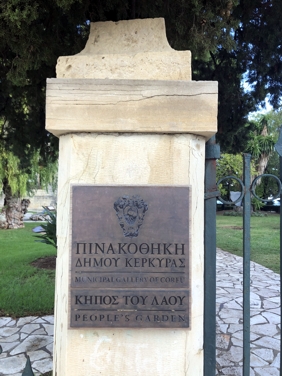 ΠΙΝΑΚΟΘΗΚΗ
ΔΗΜΟΥ ΚΕΡΚΥΡΑΣ
MUNICIPAL GALLERY OF CORFU
ΚΗΠΟΣ ΤΟΥ ΛΑΟΥ
PEOPLE'S GARDEN